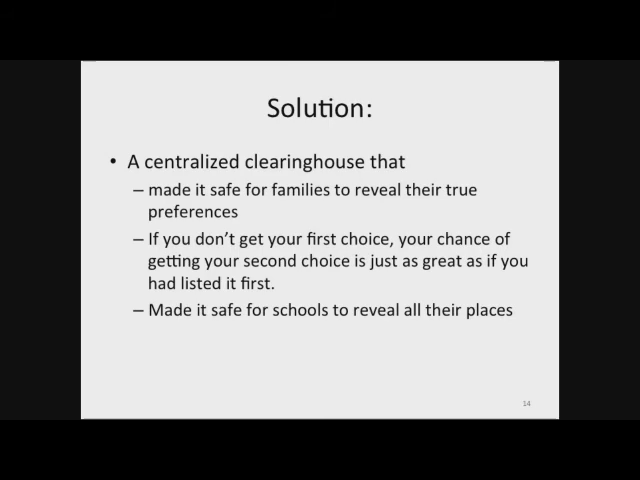 Solution:
• A centralized clearinghouse that
– made it safe for families to reveal their true
preferences
– If you don't get your first choice, your chance of
getting your second choice is just as great as if you
had listed it first.
– Made it safe for schools to reveal all their places
14